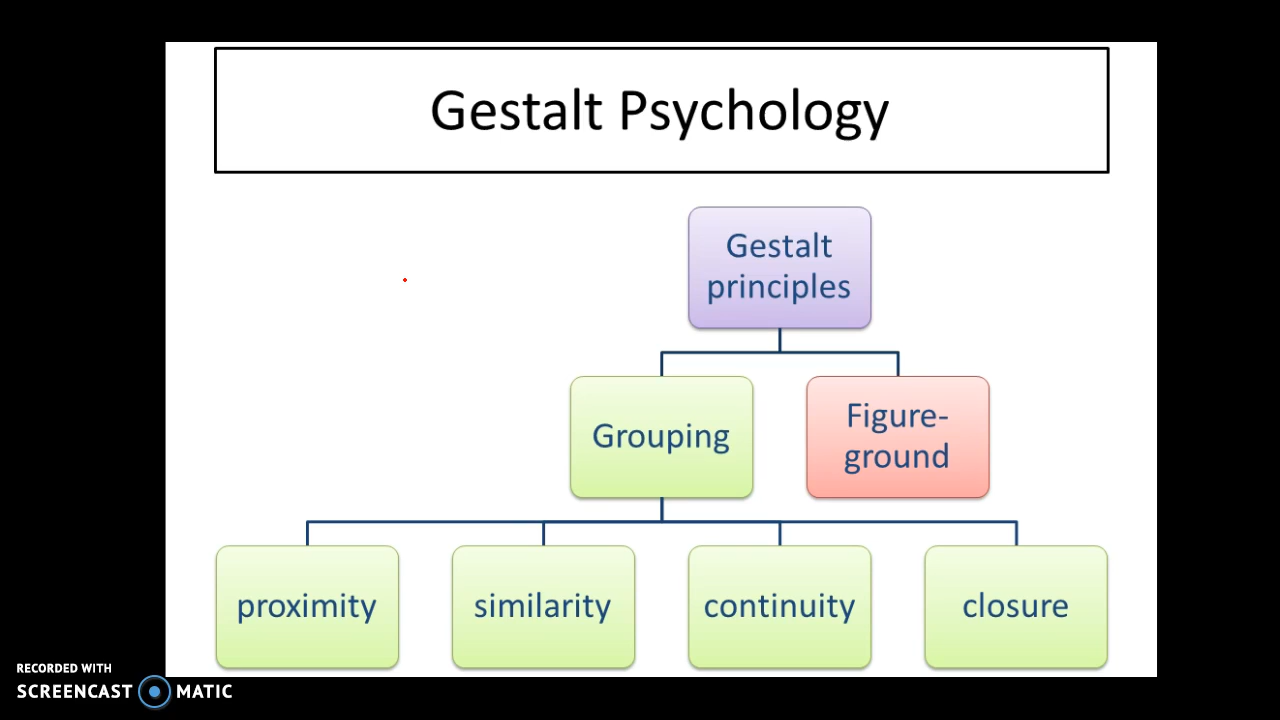 Gestalt Psychology
Gestalt
principles
Grouping
Figure-
ground
proximity
similarity
continuity
closure
RECORDED WITH
SCREENCAST MATIC